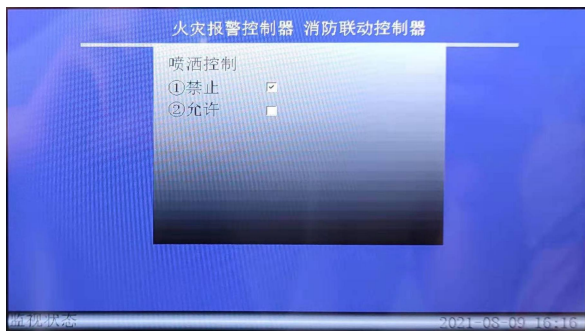 火灾报警控制器 消防联动控制器
喷洒控制
①禁止
②允许
监视状态
2021-08-09 16:16